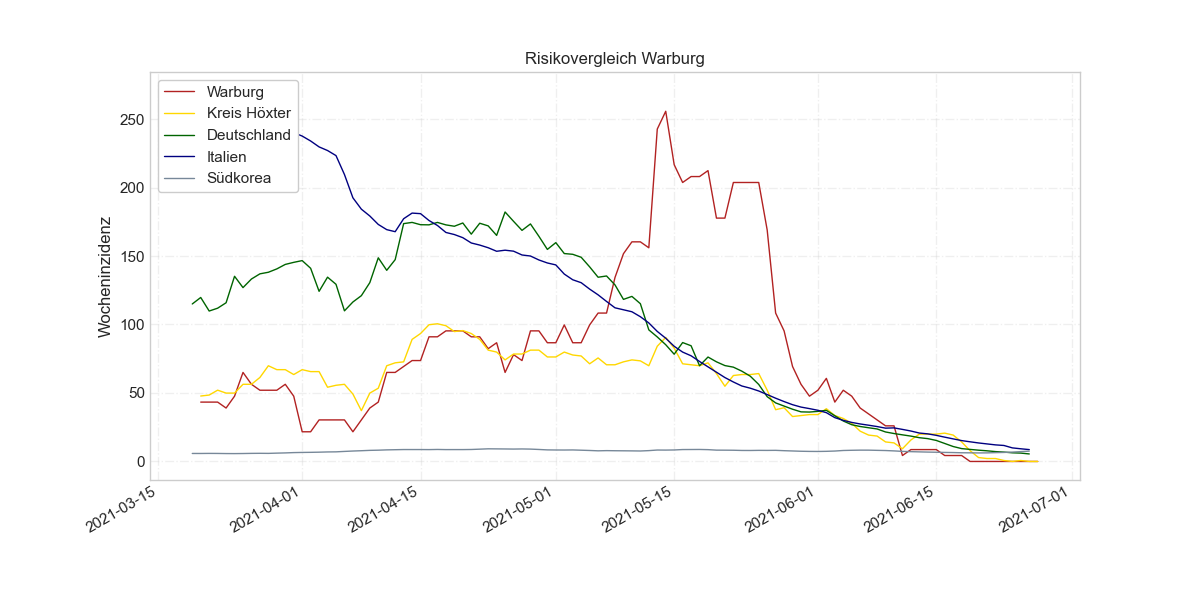 Risikovergleich Warburg
Warburg
Kreis Höxter
Deutschland
Italien
Südkorea
Wocheninzidenz
250
200
150
100
50
0
2021-03-15
2021-04-01
2021-04-15
2021-05-01
2021-05-15
2021-06-01
2021-06-15
2021-07-01